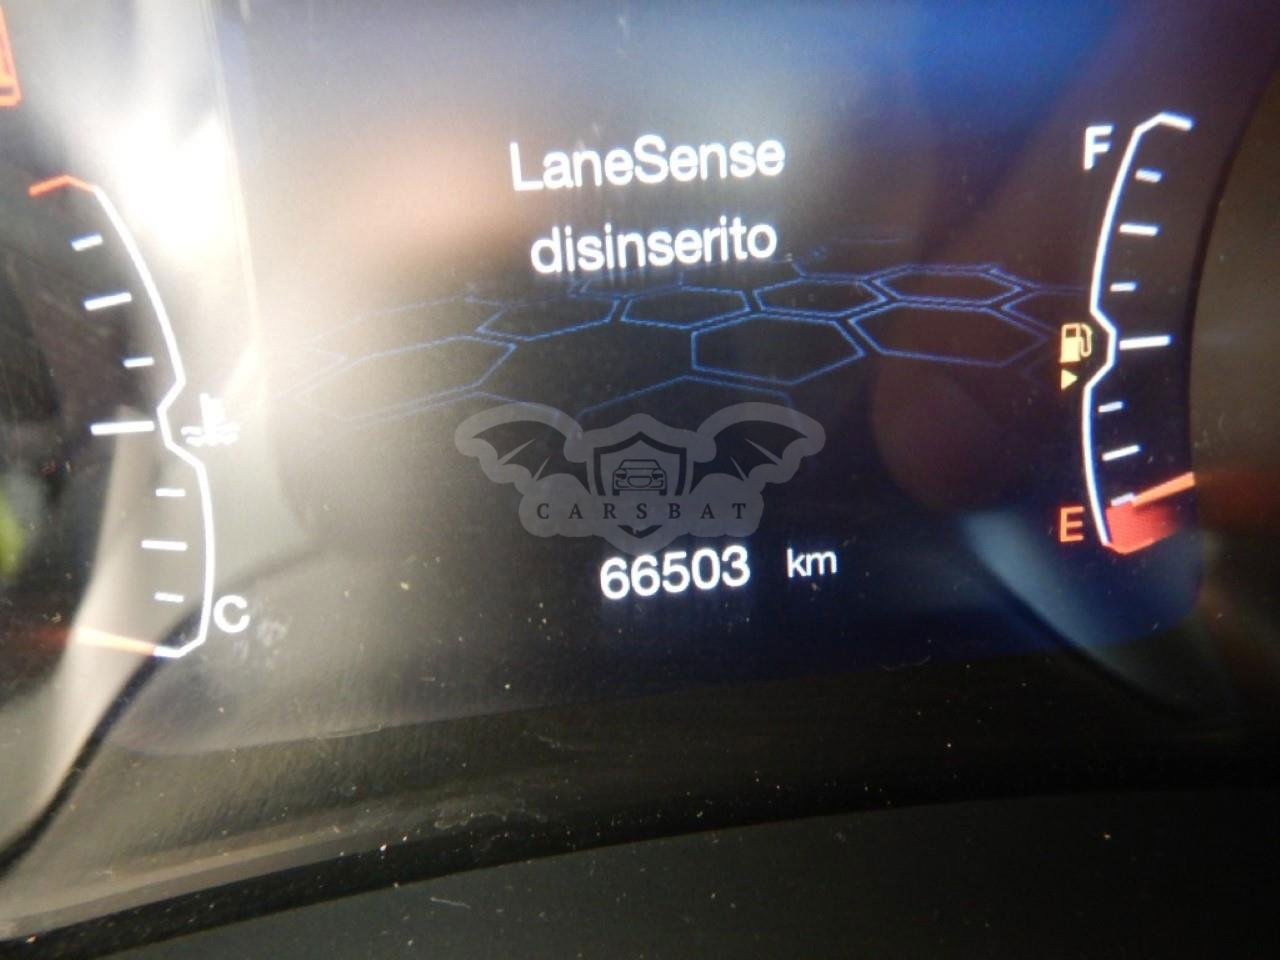 LaneSense
disinserito
F
E
C
CARSBAT
66503 km